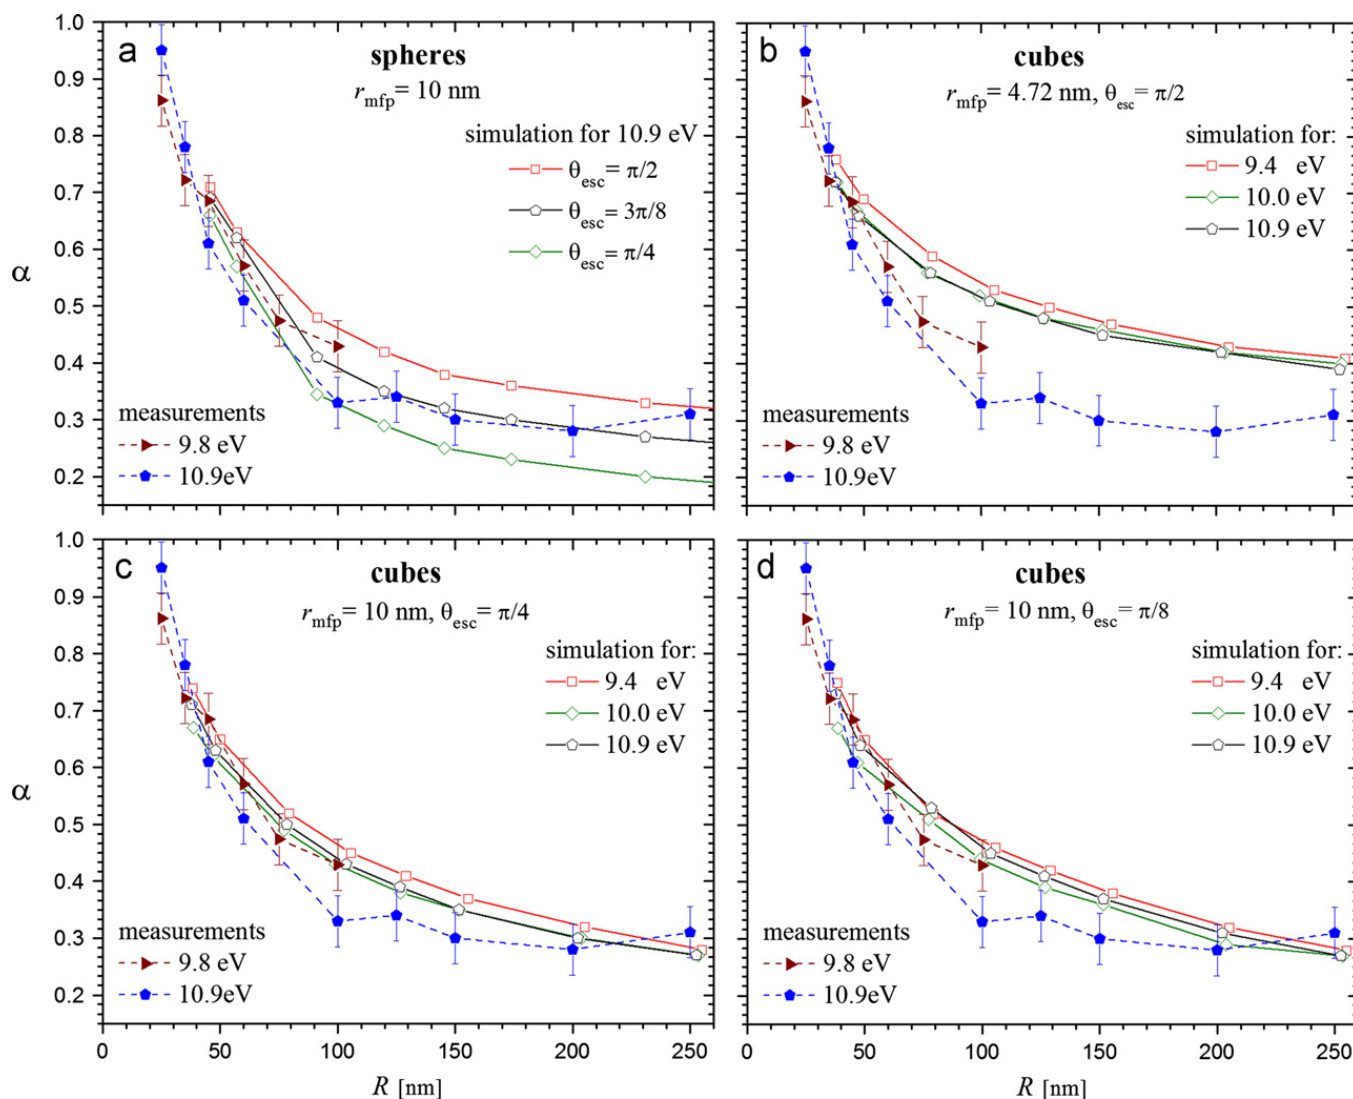 a
spheres
r_mfp = 10 nm
simulation for 10.9 eV
θ_esc = π/2
θ_esc = 3π/8
θ_esc = π/4
measurements
9.8 eV
10.9eV
α
1.0
0.9
0.8
0.7
0.6
0.5
0.4
0.3
0.2
b
cubes
r_mfp = 4.72 nm, θ_esc = π/2
simulation for:
9.4 eV
10.0 eV
10.9 eV
measurements
9.8 eV
10.9eV
c
cubes
r_mfp = 10 nm, θ_esc = π/4
simulation for:
9.4 eV
10.0 eV
10.9 eV
measurements
9.8 eV
10.9eV
α
1.0
0.9
0.8
0.7
0.6
0.5
0.4
0.3
0.2
0 50 100 150 200 250
R [nm]
d
cubes
r_mfp = 10 nm, θ_esc = π/8
simulation for:
9.4 eV
10.0 eV
10.9 eV
measurements
9.8 eV
10.9eV
0 50 100 150 200 250
R [nm]